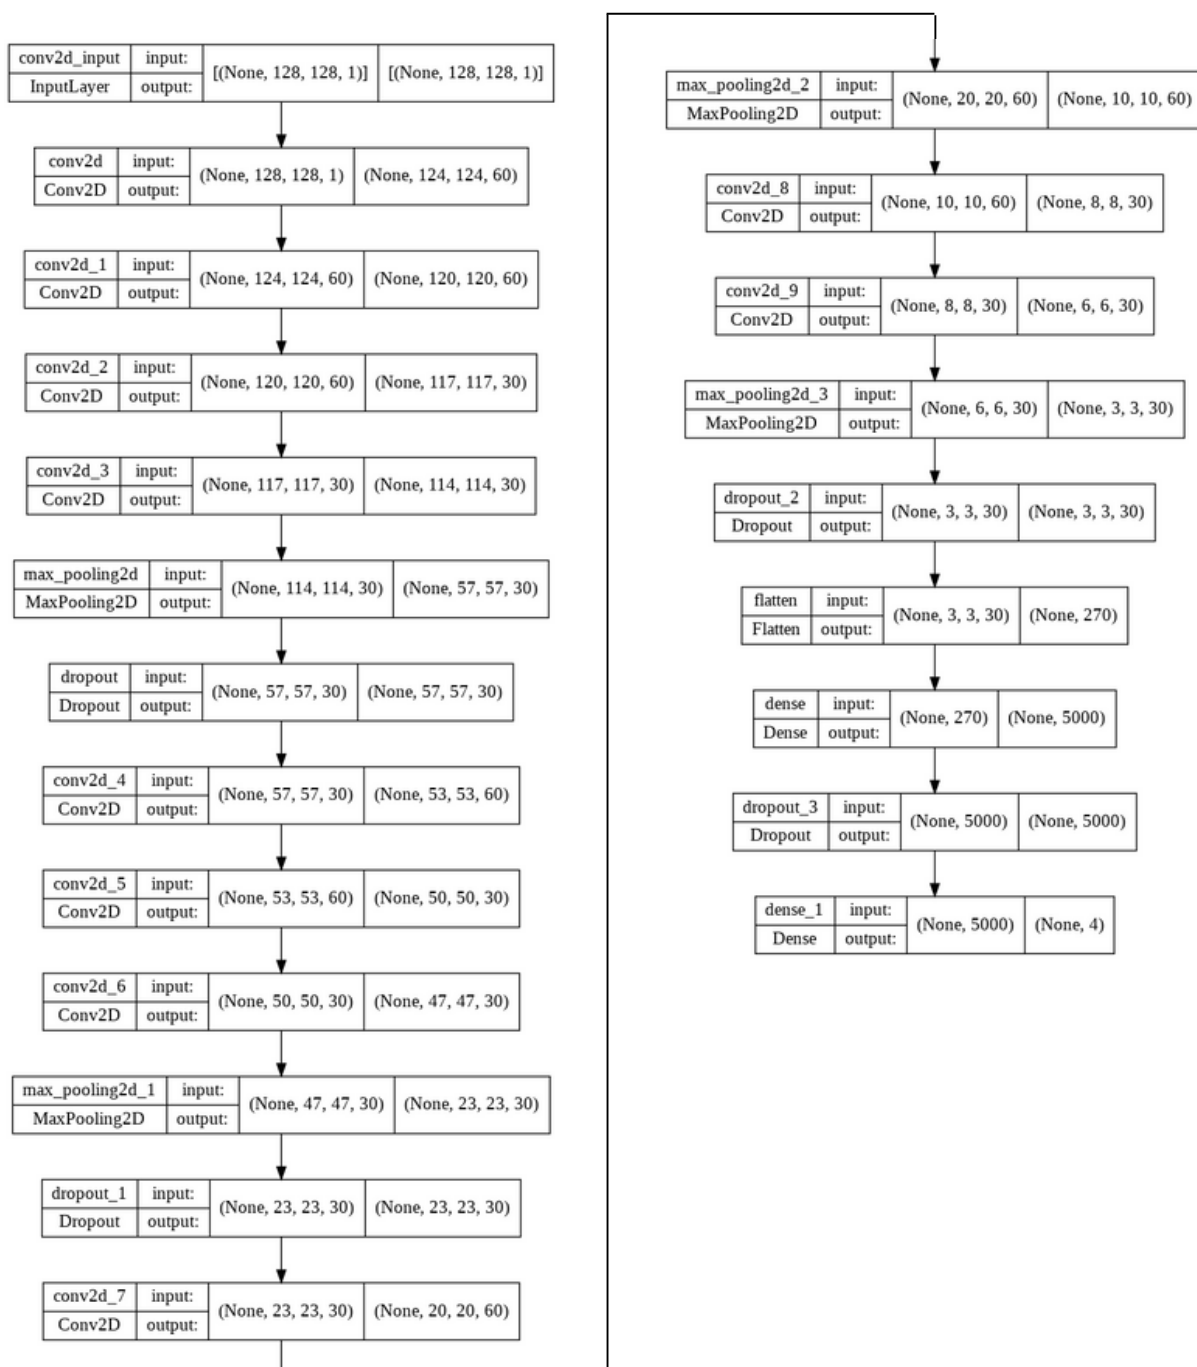 conv2d_input input: [(None, 128, 128, 1)] [(None, 128, 128, 1)]
InputLayer output:
conv2d input: (None, 128, 128, 1) (None, 124, 124, 60)
Conv2D output:
conv2d_1 input: (None, 124, 124, 60) (None, 120, 120, 60)
Conv2D output:
conv2d_2 input: (None, 120, 120, 60) (None, 117, 117, 30)
Conv2D output:
conv2d_3 input: (None, 117, 117, 30) (None, 114, 114, 30)
Conv2D output:
max_pooling2d input: (None, 114, 114, 30) (None, 57, 57, 30)
MaxPooling2D output:
dropout input: (None, 57, 57, 30) (None, 57, 57, 30)
Dropout output:
conv2d_4 input: (None, 57, 57, 30) (None, 53, 53, 60)
Conv2D output:
conv2d_5 input: (None, 53, 53, 60) (None, 50, 50, 30)
Conv2D output:
conv2d_6 input: (None, 50, 50, 30) (None, 47, 47, 30)
Conv2D output:
max_pooling2d_1 input: (None, 47, 47, 30) (None, 23, 23, 30)
MaxPooling2D output:
dropout_1 input: (None, 23, 23, 30) (None, 23, 23, 30)
Dropout output:
conv2d_7 input: (None, 23, 23, 30) (None, 20, 20, 60)
Conv2D output:
max_pooling2d_2 input: (None, 20, 20, 60) (None, 10, 10, 60)
MaxPooling2D output:
conv2d_8 input: (None, 10, 10, 60) (None, 8, 8, 30)
Conv2D output:
conv2d_9 input: (None, 8, 8, 30) (None, 6, 6, 30)
Conv2D output:
max_pooling2d_3 input: (None, 6, 6, 30) (None, 3, 3, 30)
MaxPooling2D output:
dropout_2 input: (None, 3, 3, 30) (None, 3, 3, 30)
Dropout output:
flatten input: (None, 3, 3, 30) (None, 270)
Flatten output:
dense input: (None, 270) (None, 5000)
Dense output:
dropout_3 input: (None, 5000) (None, 5000)
Dropout output:
dense_1 input: (None, 5000) (None, 4)
Dense output: